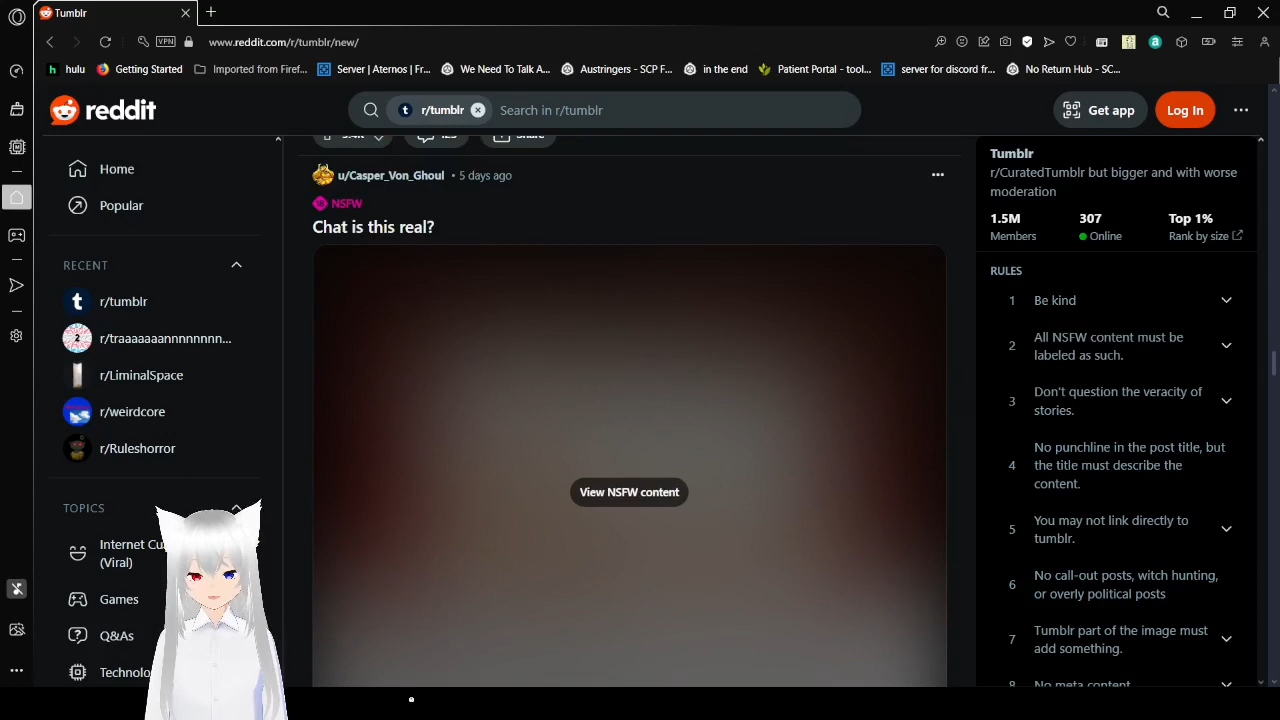 Tumblr
VPN
www.reddit.com/r/tumblr/new/
hulu
Getting Started
Imported from Firef...
Server | Aternos | Fr...
We Need To Talk A...
Austringers - SCP F...
in the end
Patient Portal - tool...
server for discord fr...
No Return Hub - SC...
reddit
r/tumblr
Search in r/tumblr
Get app
Log In
Home
Popular
RECENT
r/tumblr
r/traaaaaaannnnnnnn...
r/LiminalSpace
r/weirdcore
r/Ruleshorror
TOPICS
Internet Cu
(Viral)
Games
Q&As
Technolo
Share
u/Casper_Von_Ghoul • 5 days ago
18 NSFW
Chat is this real?
View NSFW content
Tumblr
r/CuratedTumblr but bigger and with worse
moderation
1.5M
Members
307
Online
Top 1%
Rank by size
RULES
1 Be kind
2 All NSFW content must be
labeled as such.
3 Don't question the veracity of
stories.
4 No punchline in the post title, but
the title must describe the
content.
5 You may not link directly to
tumblr.
6 No call-out posts, witch hunting,
or overly political posts
7 Tumblr part of the image must
add something.
8 No meta content